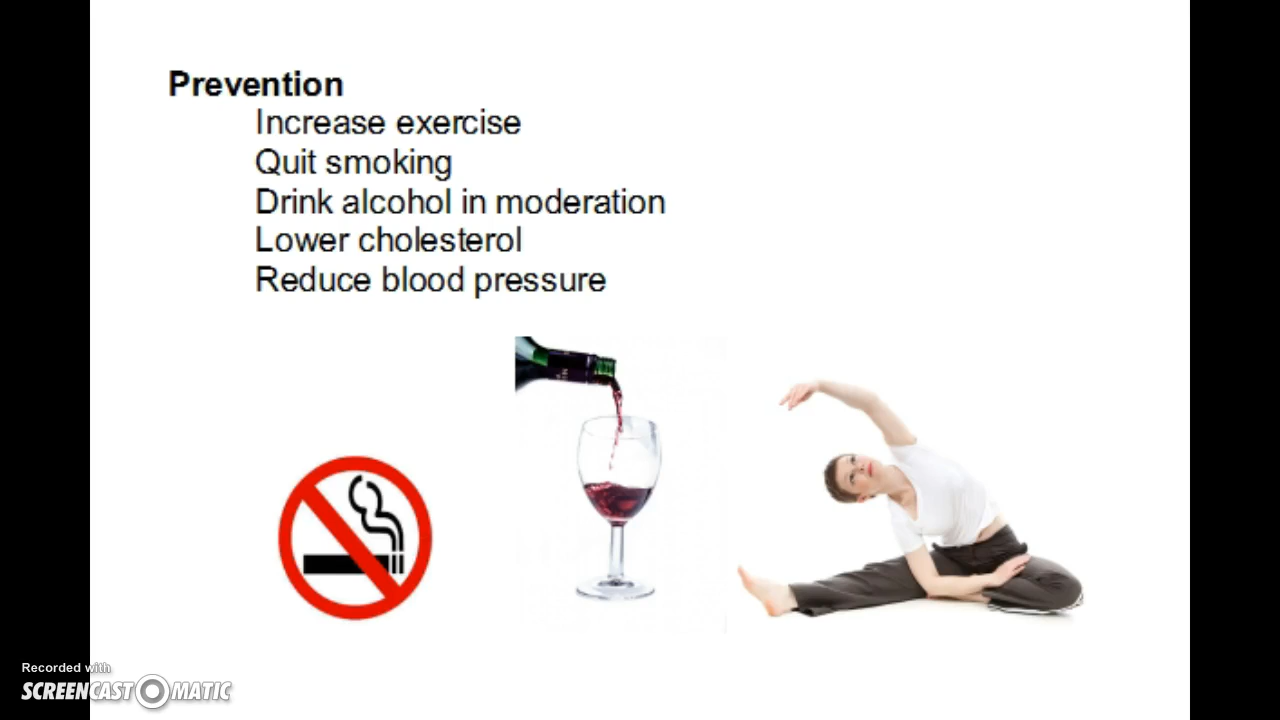 Prevention
Increase exercise
Quit smoking
Drink alcohol in moderation
Lower cholesterol
Reduce blood pressure
Recorded with
SCREENCAST-O-MATIC